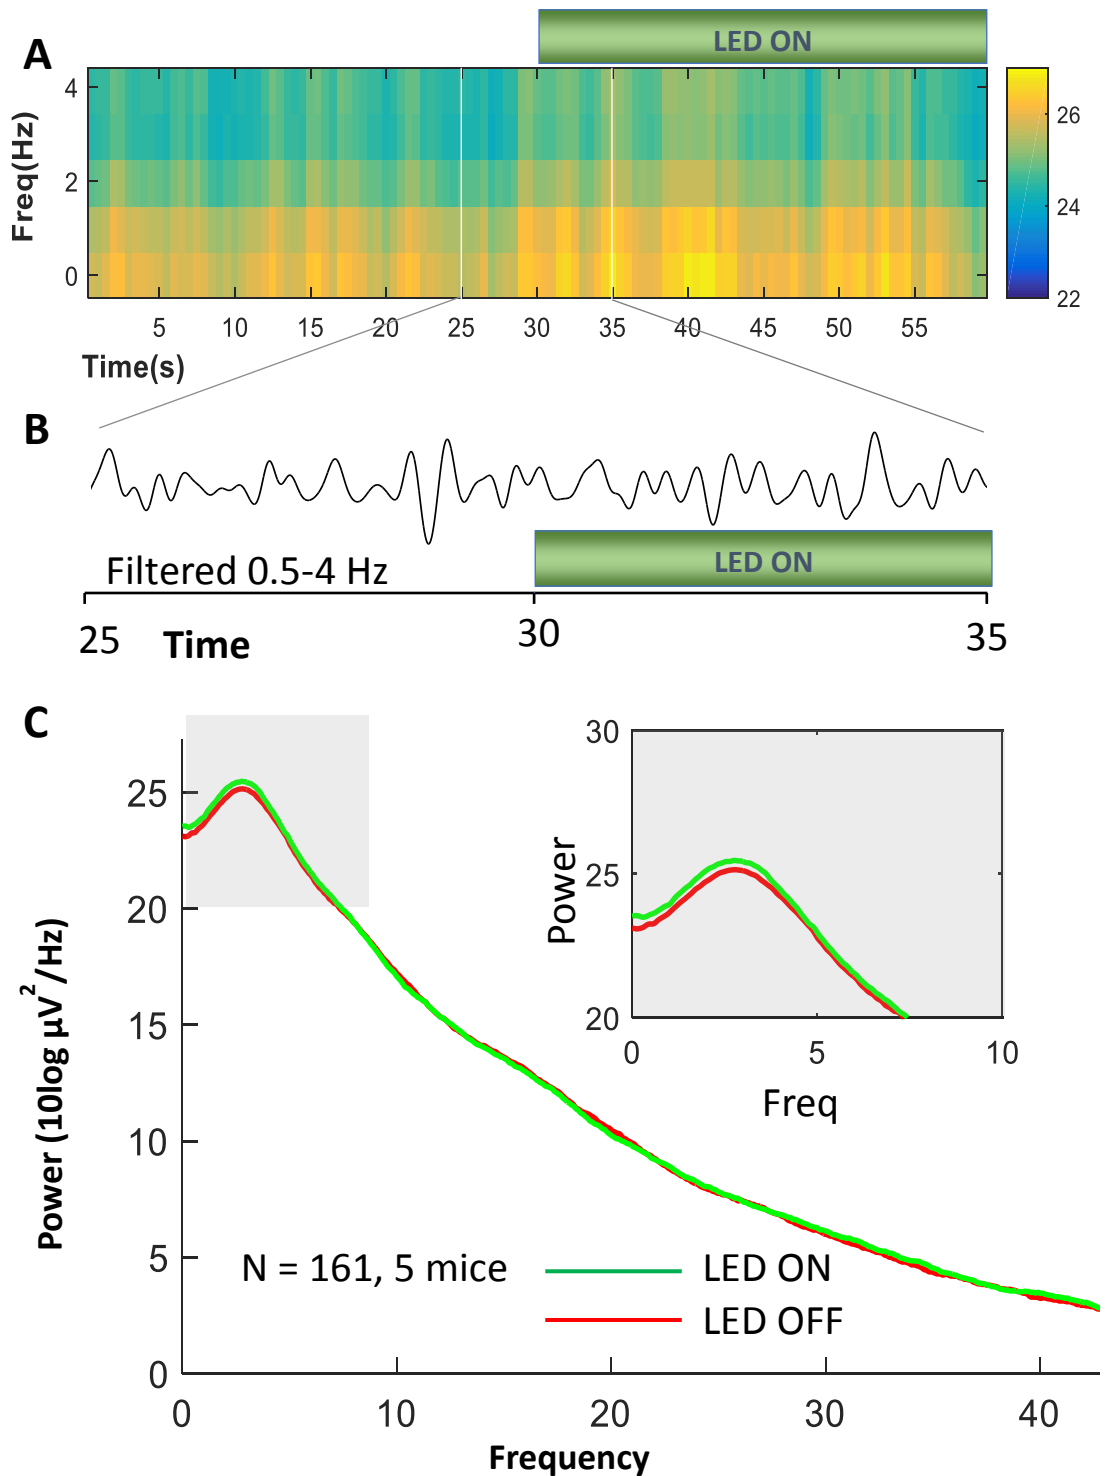 A
LED ON
Freq(Hz)
4
2
0
26
24
22
5 10 15 20 25 30 35 40 45 50 55
Time(s)
B
LED ON
Filtered 0.5-4 Hz
25 Time 30 35
C
Power (10log µV²/Hz)
25
20
15
10
5
0
0 10 20 30 40
Frequency
Power
30
25
20
0 5 10
Freq
N = 161, 5 mice
LED ON
LED OFF